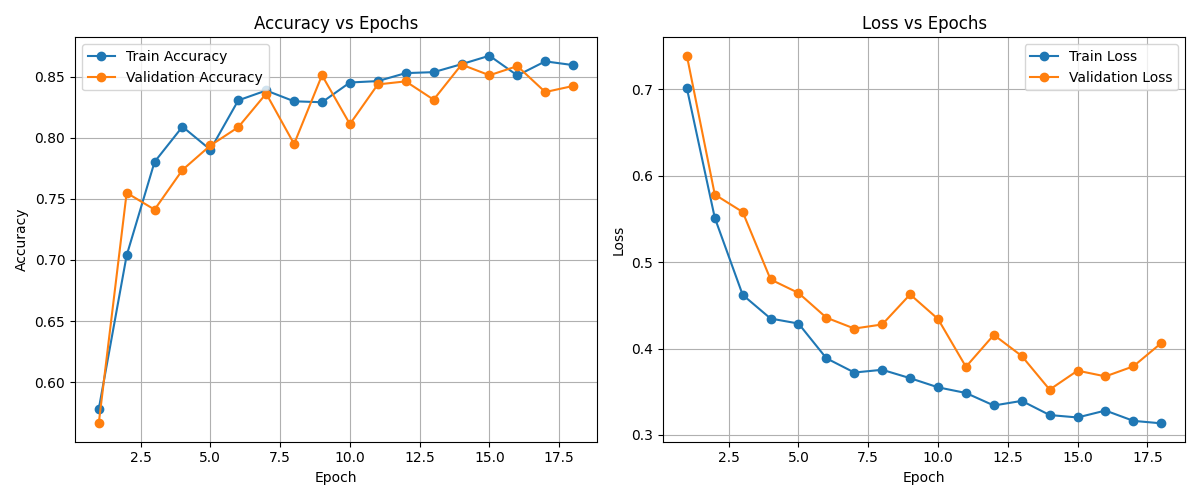 Accuracy vs Epochs
Train Accuracy
Validation Accuracy
0.85
0.80
0.75
0.70
0.65
0.60
Accuracy
2.5 5.0 7.5 10.0 12.5 15.0 17.5
Epoch
Loss vs Epochs
Train Loss
Validation Loss
0.7
0.6
0.5
0.4
0.3
Loss
2.5 5.0 7.5 10.0 12.5 15.0 17.5
Epoch